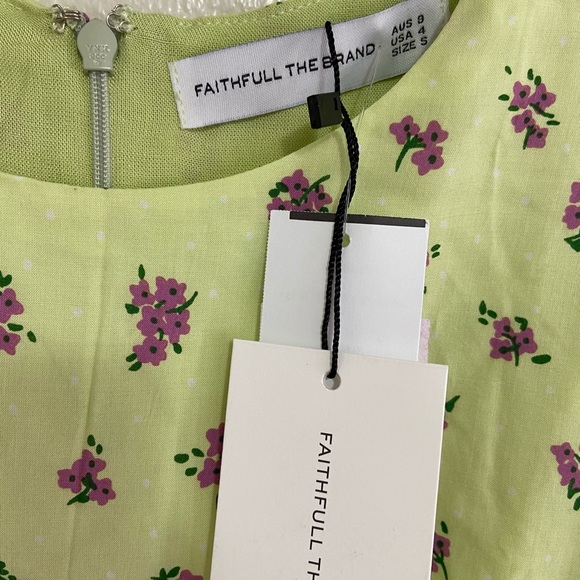 FAITHFULL THE BRAND
AUS 8
USA 4
SIZE S
FAITHFULL TH